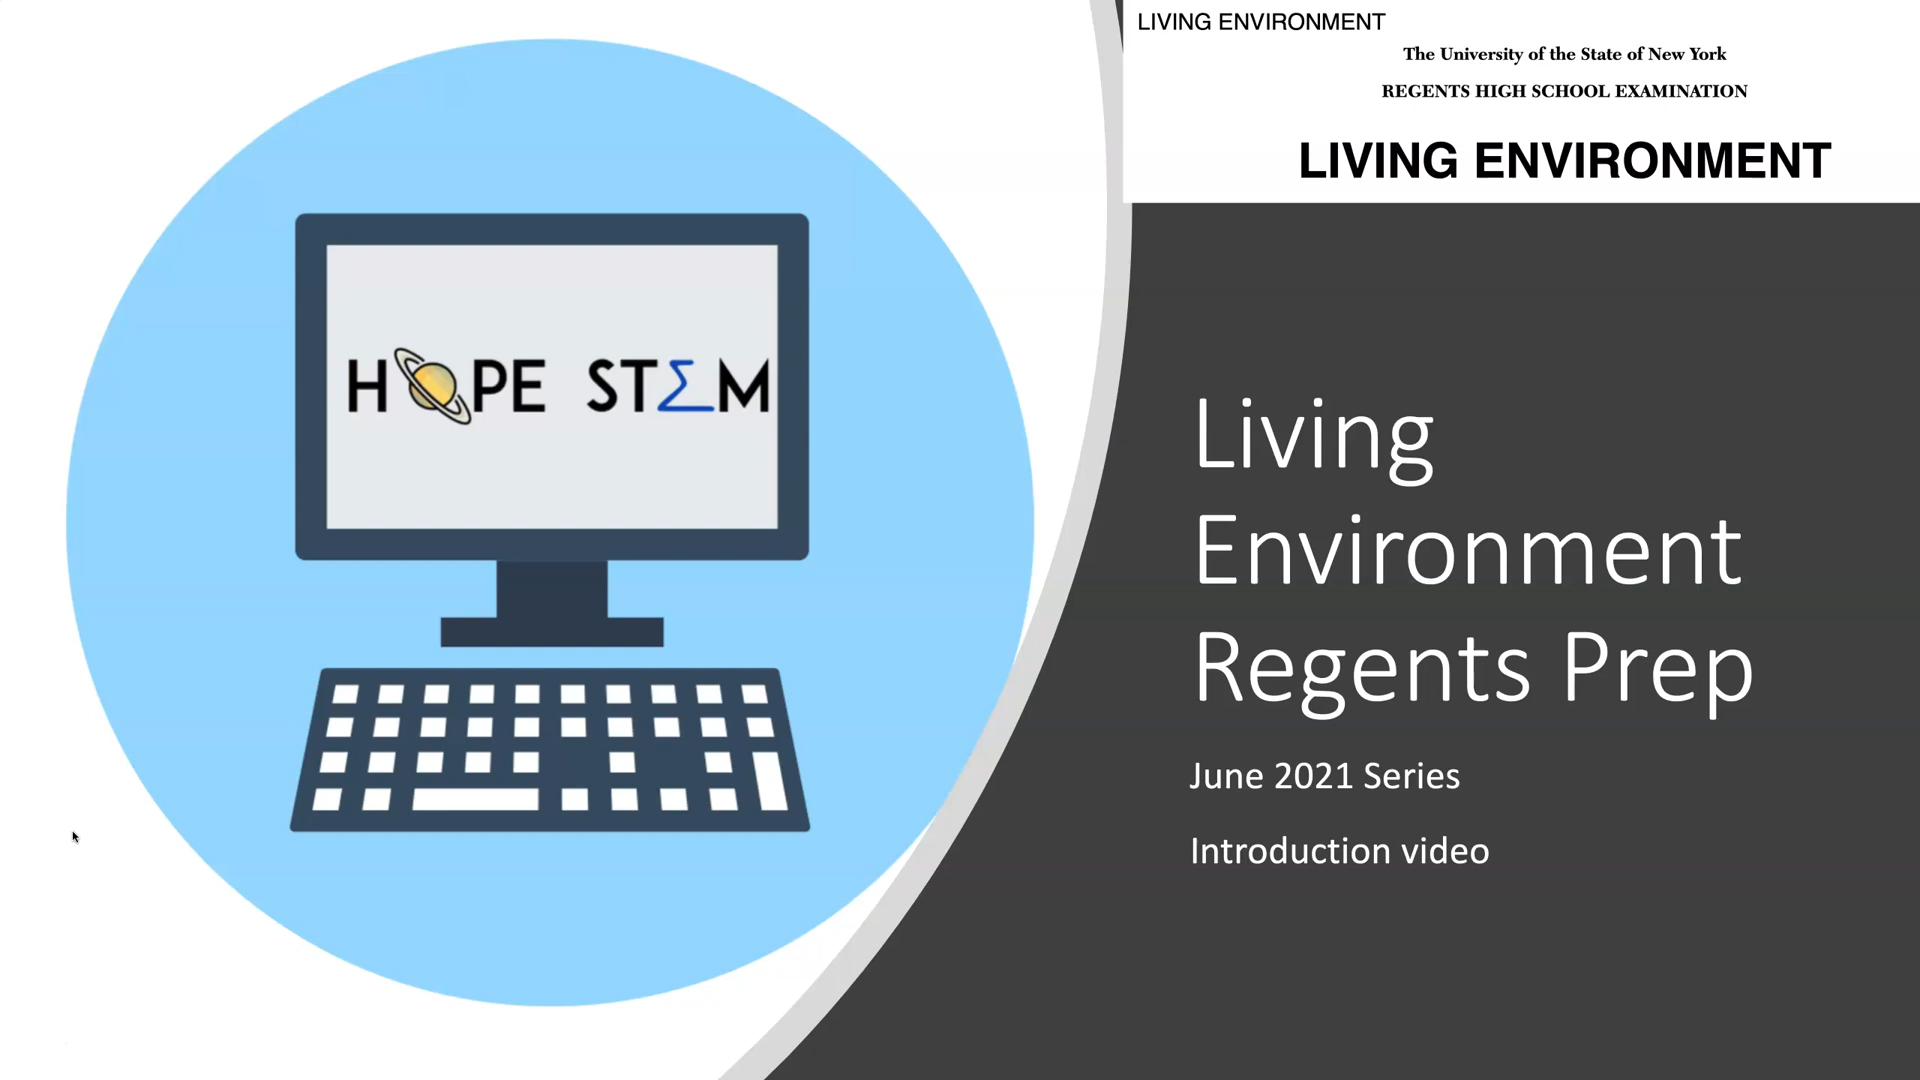 LIVING ENVIRONMENT
The University of the State of New York
REGENTS HIGH SCHOOL EXAMINATION
LIVING ENVIRONMENT
HOPE STΣM
Living
Environment
Regents Prep
June 2021 Series
Introduction video